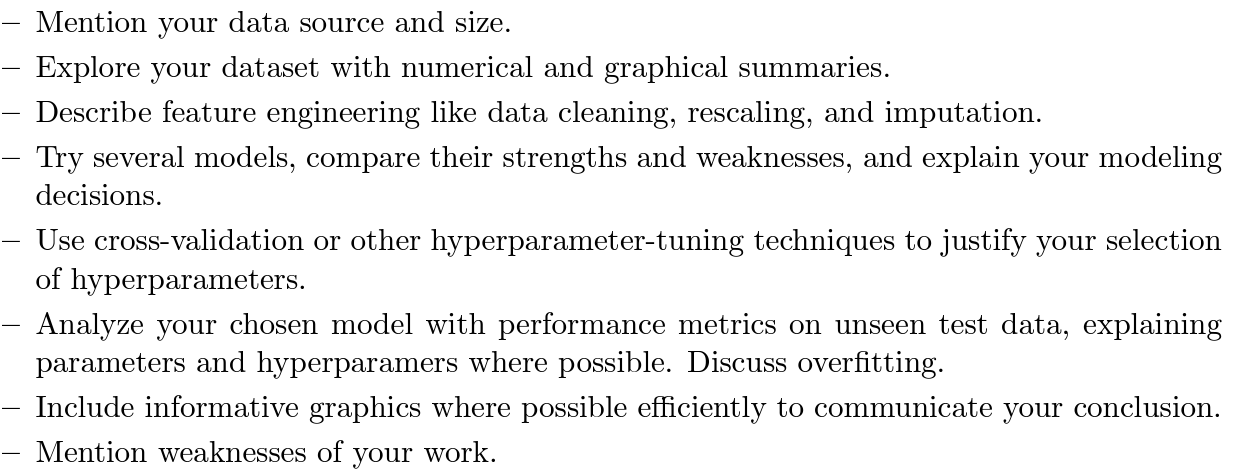 – Mention your data source and size.
– Explore your dataset with numerical and graphical summaries.
– Describe feature engineering like data cleaning, rescaling, and imputation.
– Try several models, compare their strengths and weaknesses, and explain your modeling
decisions.
– Use cross-validation or other hyperparameter-tuning techniques to justify your selection
of hyperparameters.
– Analyze your chosen model with performance metrics on unseen test data, explaining
parameters and hyperparamers where possible. Discuss overfitting.
– Include informative graphics where possible efficiently to communicate your conclusion.
– Mention weaknesses of your work.